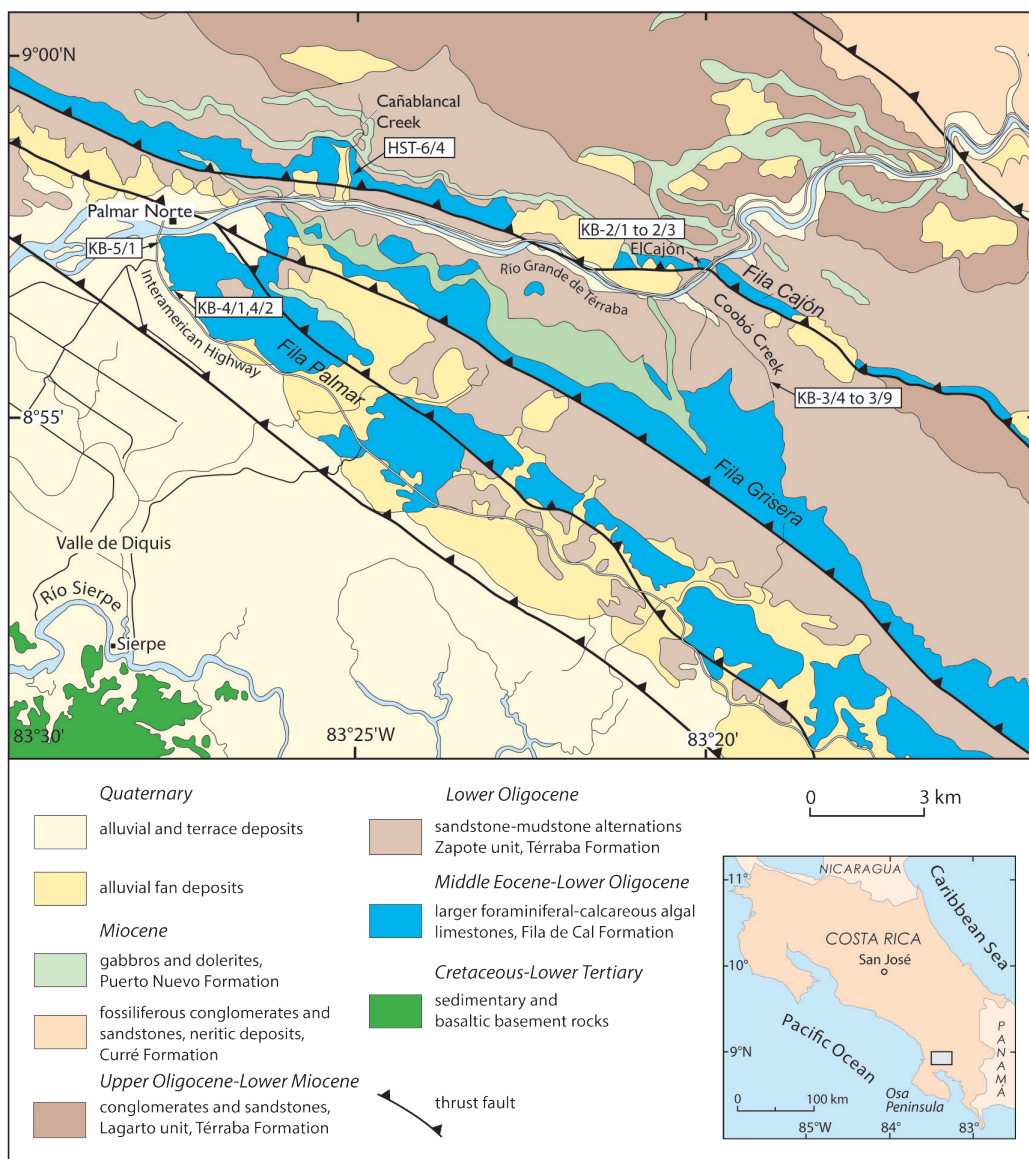 9°00'N
Cañablancal
Creek
HST-6/4
Palmar Norte
KB-5/1
KB-2/1 to 2/3
ElCajón
Río Grande de Térraba
Fila Cajón
Coobó Creek
Interamerican Highway
KB-4/1,4/2
Fila Palmar
KB-3/4 to 3/9
8°55'
Fila Grisera
Valle de Diquis
Río Sierpe
Sierpe
83°30'
83°25'W
83°20'
Quaternary
alluvial and terrace deposits
alluvial fan deposits
Miocene
gabbros and dolerites,
Puerto Nuevo Formation
fossiliferous conglomerates and
sandstones, neritic deposits,
Curré Formation
Upper Oligocene-Lower Miocene
conglomerates and sandstones,
Lagarto unit, Térraba Formation
Lower Oligocene
sandstone-mudstone alternations
Zapote unit, Térraba Formation
Middle Eocene-Lower Oligocene
larger foraminiferal-calcareous algal
limestones, Fila de Cal Formation
Cretaceous-Lower Tertiary
sedimentary and
basaltic basement rocks
thrust fault
0 3 km
NICARAGUA
11°
Caribbean Sea
COSTA RICA
San José
10°
Pacific Ocean
PANAMÁ
9°N
Osa
Peninsula
0 100 km
85°W 84° 83°